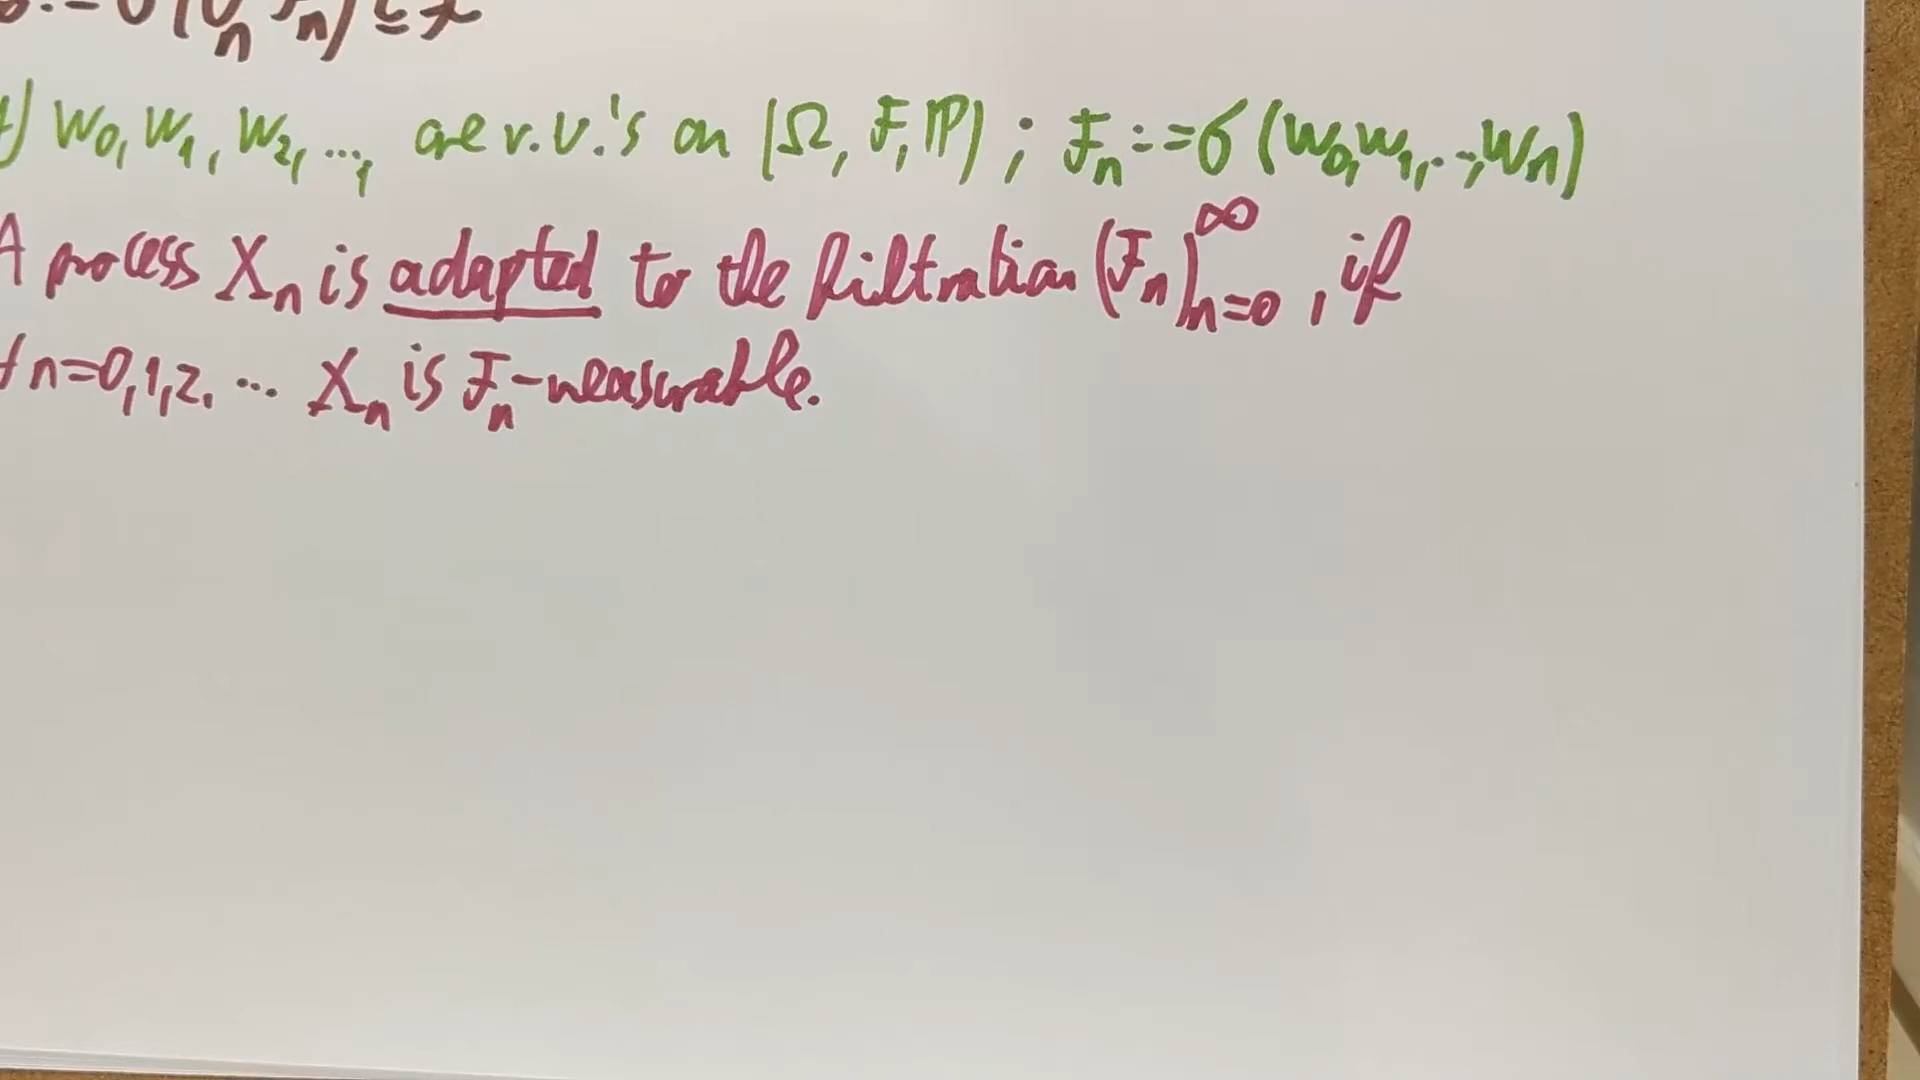 := σ(∪ₙ Fₙ) ⊆ F
) W₀, W₁, W₂, ..., are r.v.'s on (Ω, F, ℙ) ; Fₙ := σ(W₀, W₁, .., Wₙ)
A process Xₙ is adapted to the filtration (Fₙ)ₙ₌₀^∞, if
∀ n=0,1,2, ... Xₙ is Fₙ-measurable.